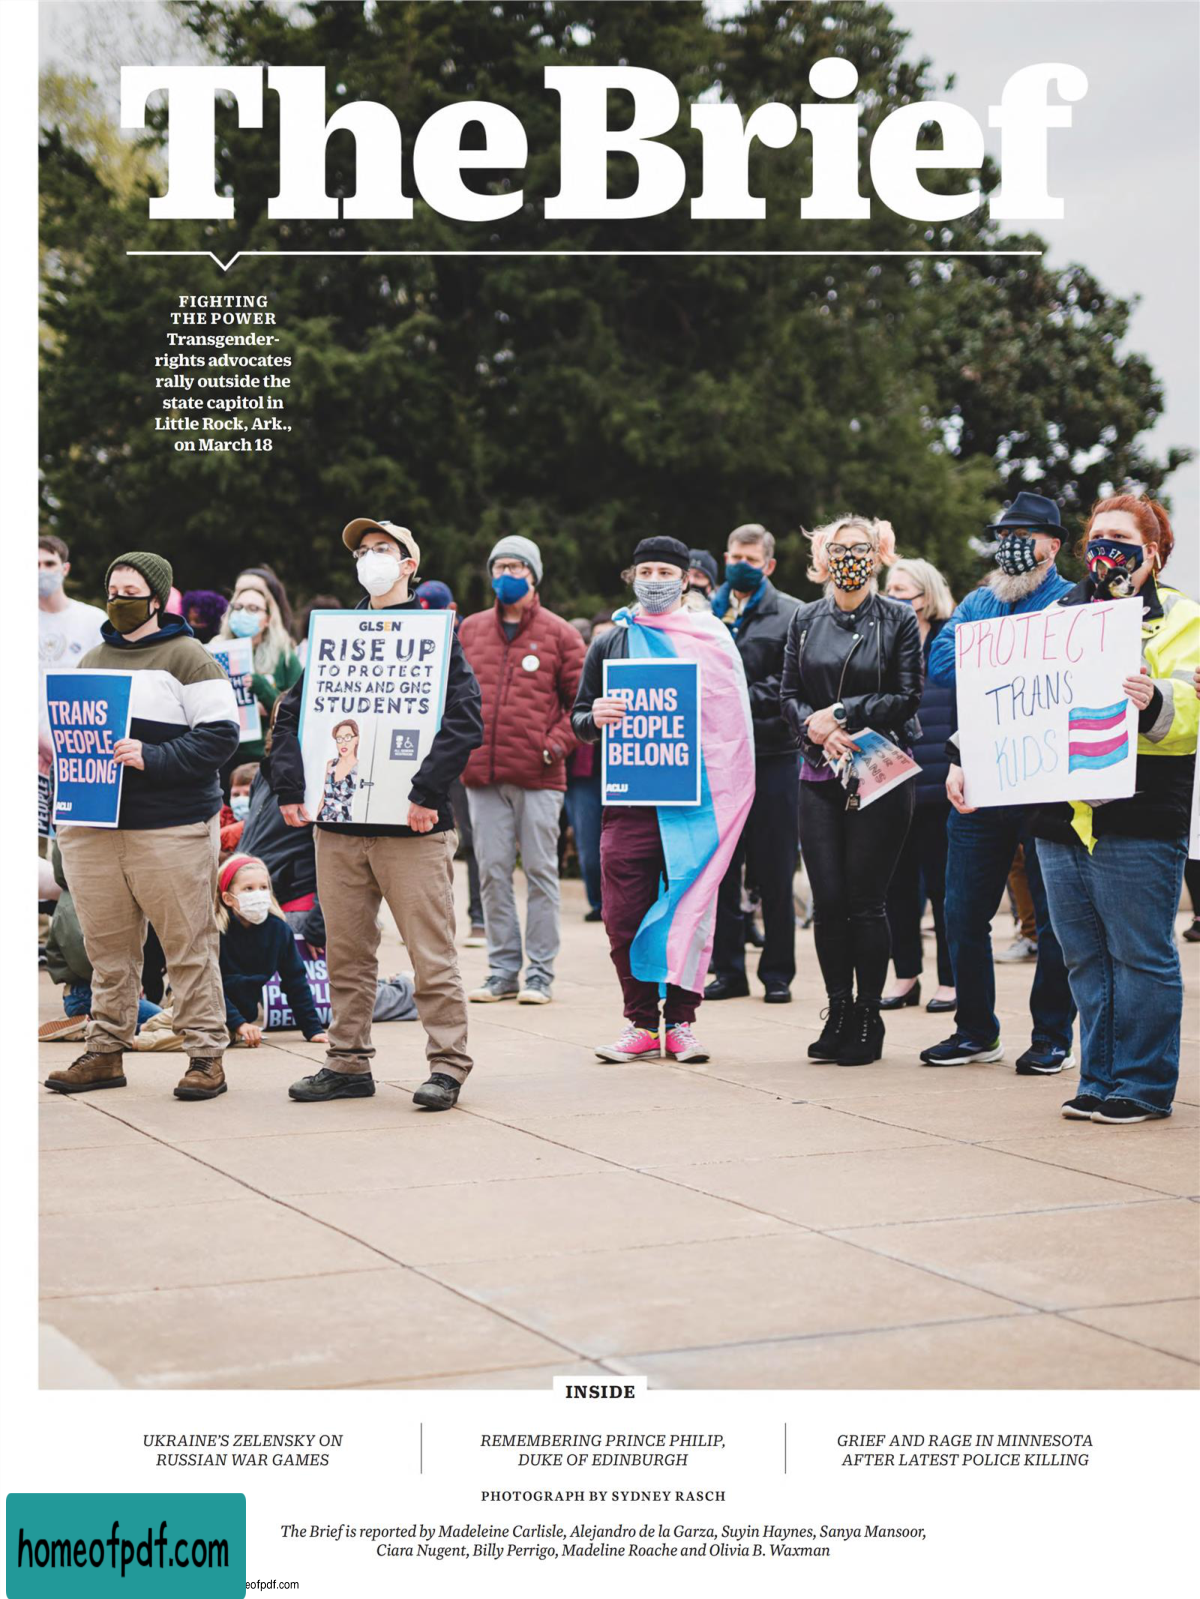 The Brief
FIGHTING
THE POWER
Transgender-
rights advocates
rally outside the
state capitol in
Little Rock, Ark.,
on March 18
GLSEN
RISE UP
TO PROTECT
TRANS AND GNC
STUDENTS
TRANS
PEOPLE
BELONG
ACLU
TRANS
PEOPLE
BELONG
ACLU
PROTECT
TRANS
KIDS
INSIDE
UKRAINE'S ZELENSKY ON
RUSSIAN WAR GAMES
REMEMBERING PRINCE PHILIP,
DUKE OF EDINBURGH
GRIEF AND RAGE IN MINNESOTA
AFTER LATEST POLICE KILLING
PHOTOGRAPH BY SYDNEY RASCH
The Brief is reported by Madeleine Carlisle, Alejandro de la Garza, Suyin Haynes, Sanya Mansoor,
Ciara Nugent, Billy Perrigo, Madeline Roache and Olivia B. Waxman
homeofpdf.com
eofpdf.com